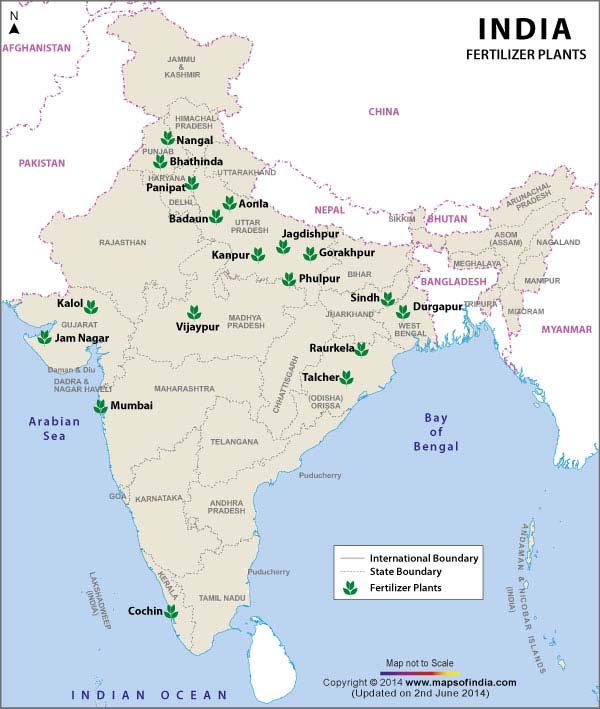 INDIA
FERTILIZER PLANTS
N
AFGHANISTAN
JAMMU
&
KASHMIR
CHINA
HIMACHAL
PRADESH
Nangal
PUNJAB
Bhathinda
PAKISTAN
HARYANA
Panipat
UTTARAKHAND
DELHI
Aonla
Badaun
UTTAR
PRADESH
NEPAL
SIKKIM
BHUTAN
ARUNACHAL
PRADESH
RAJASTHAN
Jagdishpur
Kanpur
Gorakhpur
ASOM
(ASSAM)
NAGALAND
MEGHALAYA
Phulpur
BIHAR
BANGLADESH
MANIPUR
Kalol
Sindh
Durgapur
TRIPURA
MIZORAM
GUJARAT
Vijaypur
MADHYA
PRADESH
JHARKHAND
WEST
BENGAL
MYANMAR
Jam Nagar
Raurkela
Daman & Diu
DADRA &
NAGAR HAVELI
CHHATTISGARH
Talcher
MAHARASHTRA
(ODISHA)
ORISSA
Mumbai
Arabian
Sea
Bay
of
Bengal
TELANGANA
Puducherry
GOA
KARNATAKA
ANDHRA
PRADESH
ANDAMAN & NICOBAR ISLANDS
(INDIA)
International Boundary
State Boundary
Fertilizer Plants
Puducherry
LAKSHADWEEP
(INDIA)
KERALA
TAMIL NADU
Cochin
Map not to Scale
Copyright © 2014 www.mapsofindia.com
(Updated on 2nd June 2014)
INDIAN OCEAN